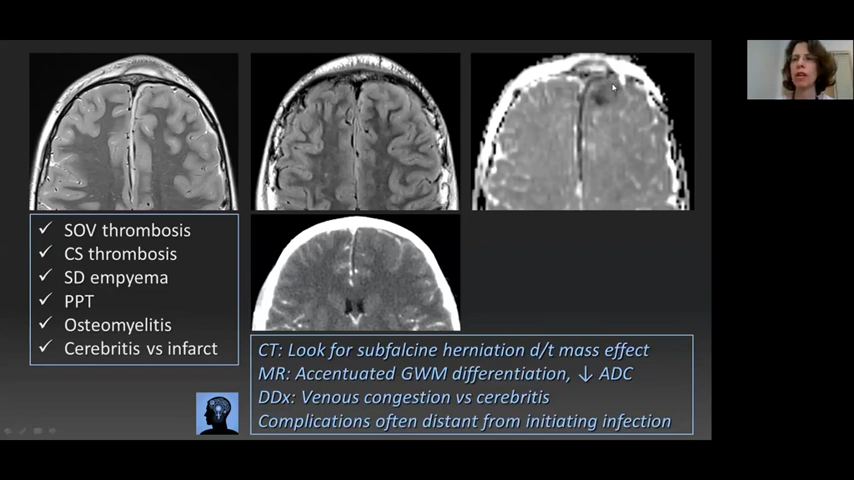 ✓ SOV thrombosis
✓ CS thrombosis
✓ SD empyema
✓ PPT
✓ Osteomyelitis
✓ Cerebritis vs infarct
CT: Look for subfalcine herniation d/t mass effect
MR: Accentuated GWM differentiation, ↓ ADC
DDx: Venous congestion vs cerebritis
Complications often distant from initiating infection